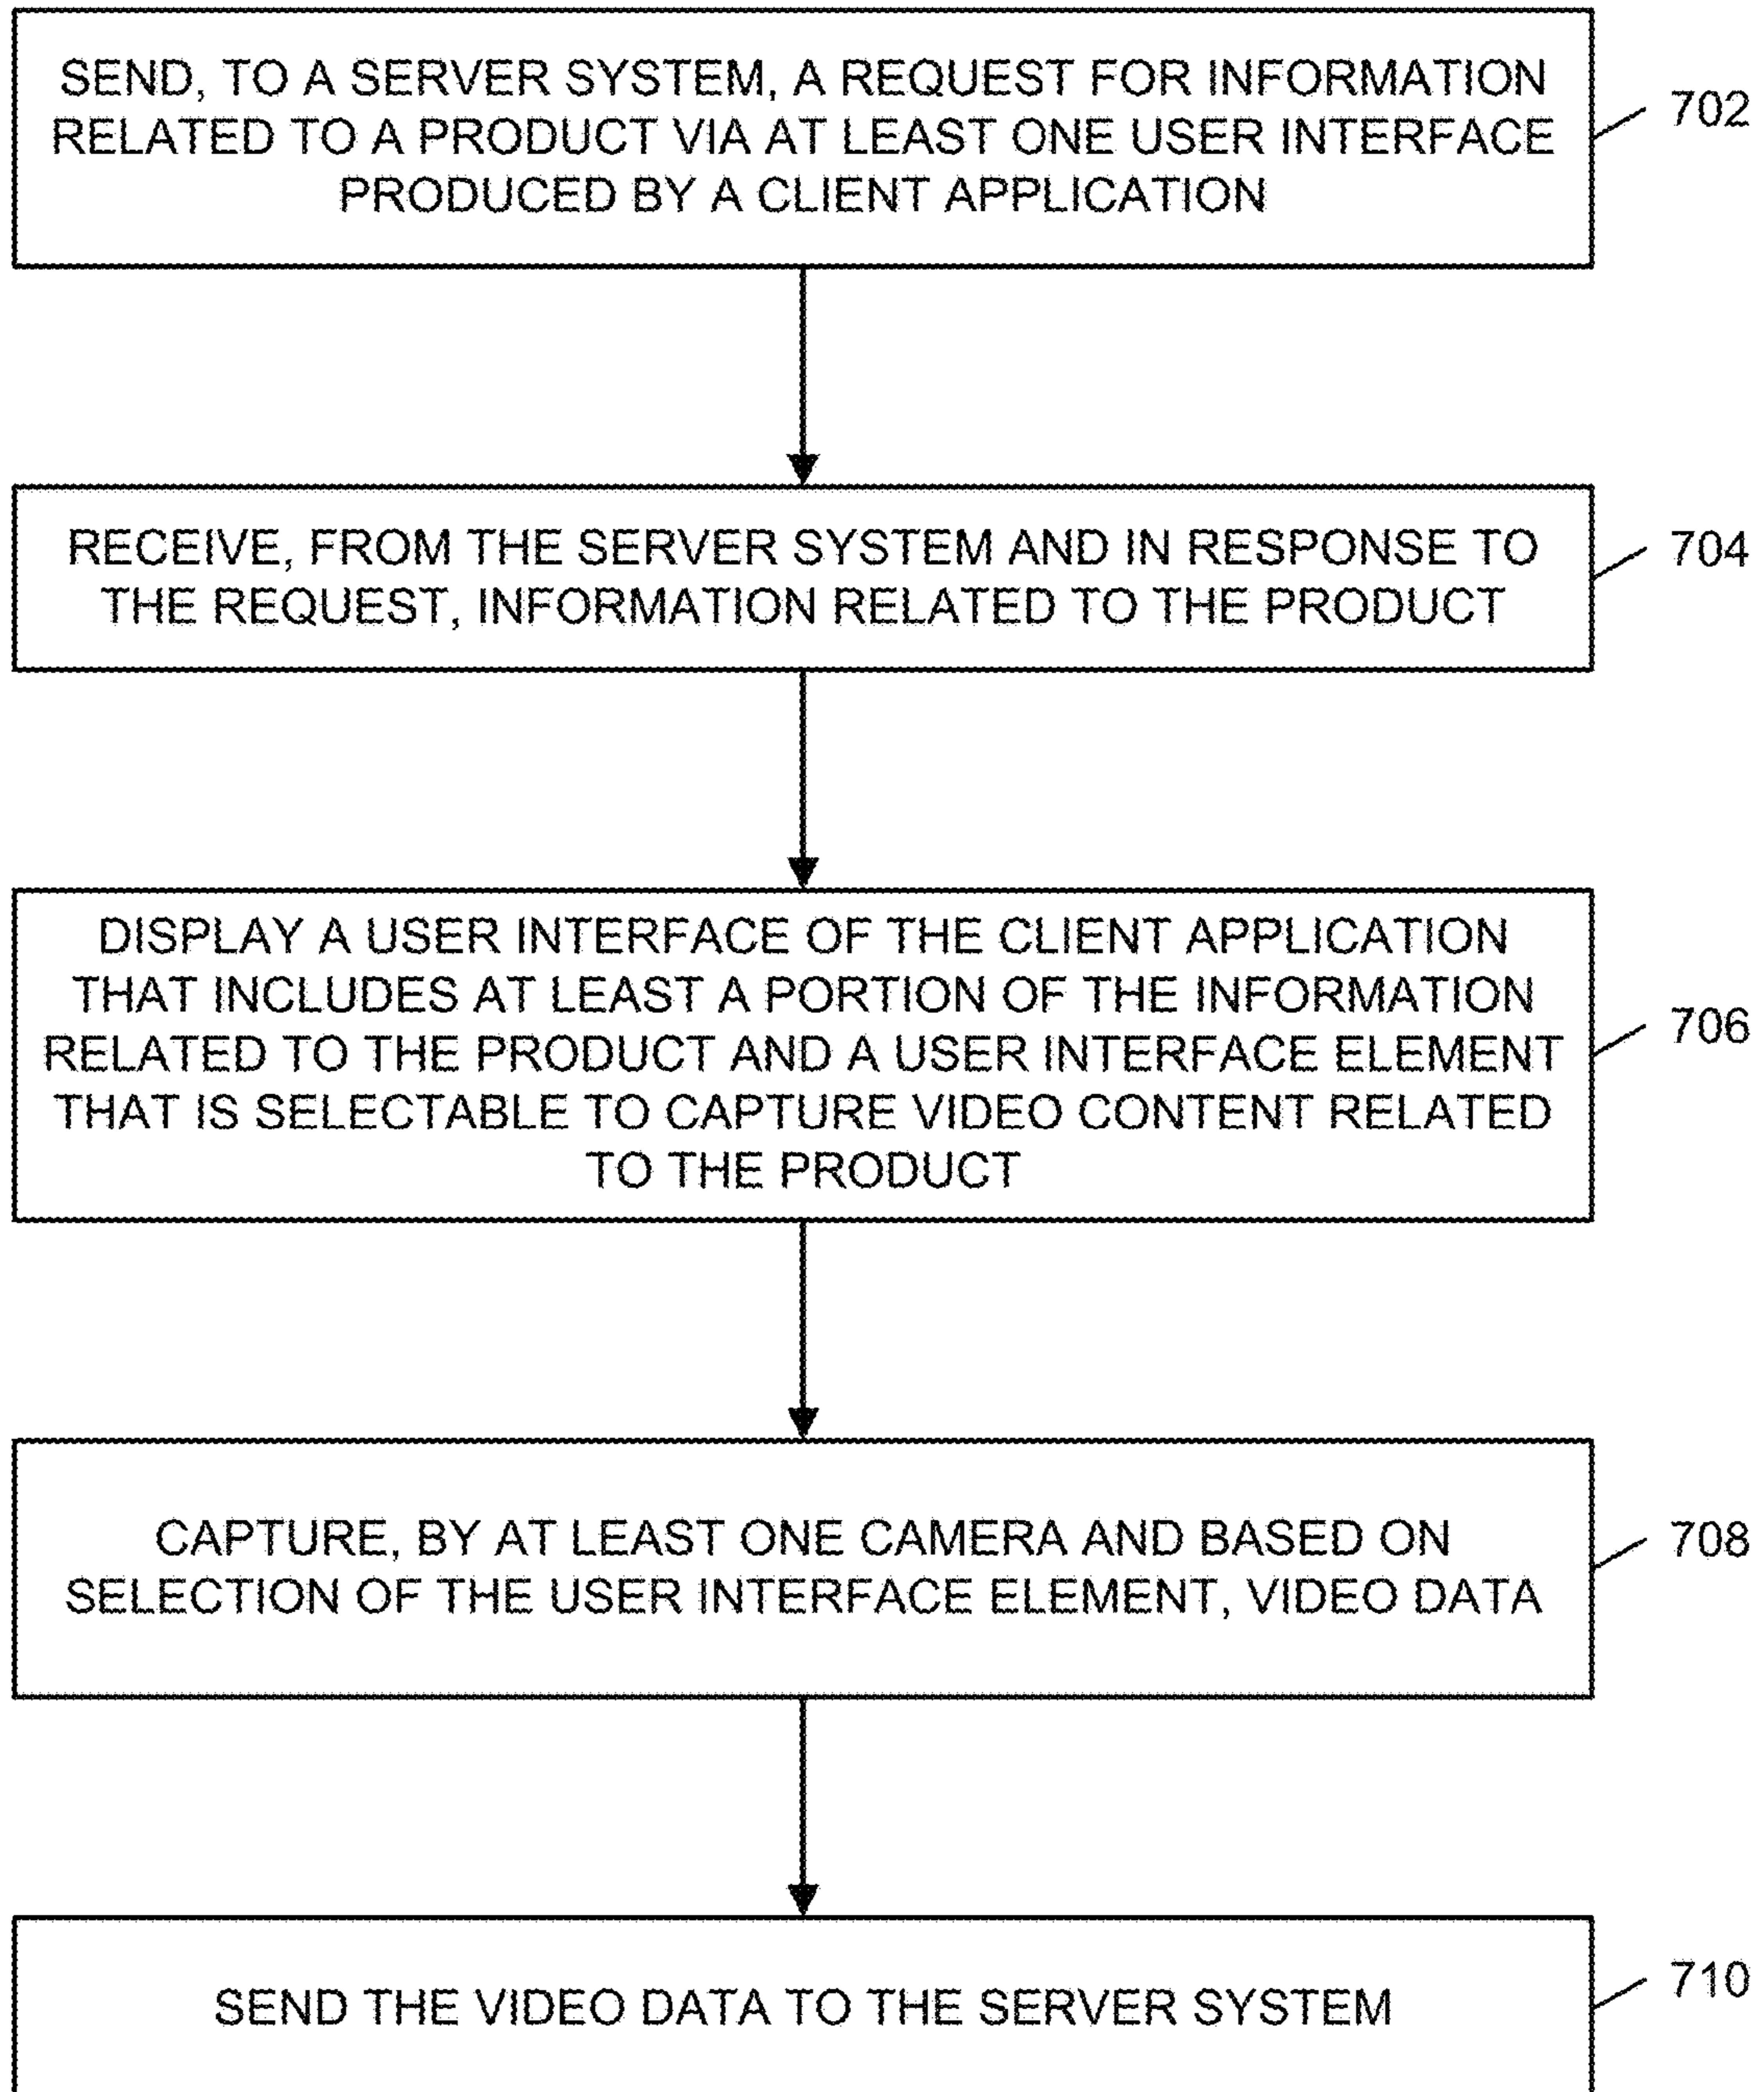 SEND, TO A SERVER SYSTEM, A REQUEST FOR INFORMATION
RELATED TO A PRODUCT VIA AT LEAST ONE USER INTERFACE
PRODUCED BY A CLIENT APPLICATION
702
RECEIVE, FROM THE SERVER SYSTEM AND IN RESPONSE TO
THE REQUEST, INFORMATION RELATED TO THE PRODUCT
704
DISPLAY A USER INTERFACE OF THE CLIENT APPLICATION
THAT INCLUDES AT LEAST A PORTION OF THE INFORMATION
RELATED TO THE PRODUCT AND A USER INTERFACE ELEMENT
THAT IS SELECTABLE TO CAPTURE VIDEO CONTENT RELATED
TO THE PRODUCT
706
CAPTURE, BY AT LEAST ONE CAMERA AND BASED ON
SELECTION OF THE USER INTERFACE ELEMENT, VIDEO DATA
708
SEND THE VIDEO DATA TO THE SERVER SYSTEM
710